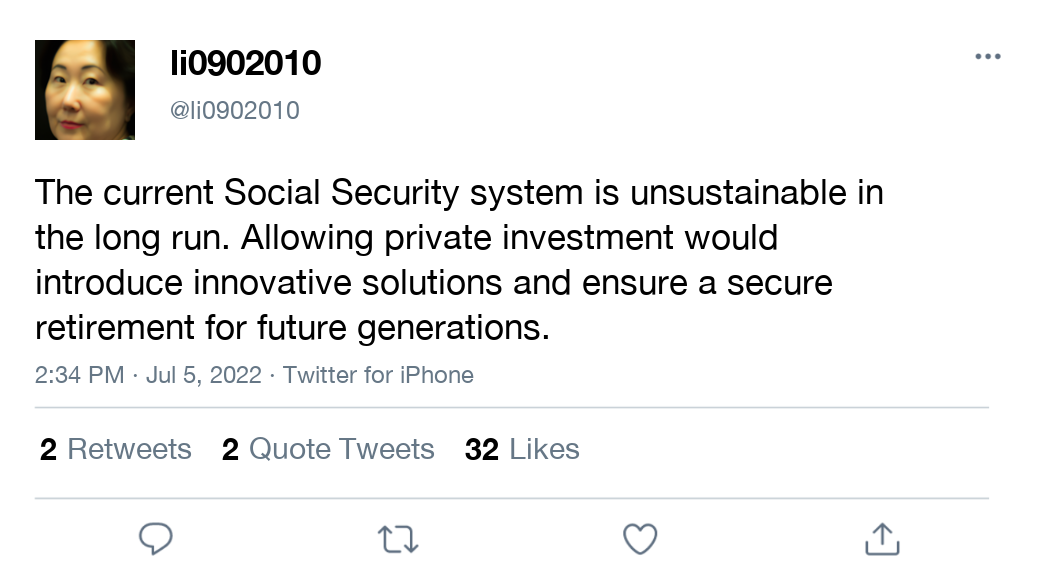 li0902010
@li0902010
The current Social Security system is unsustainable in
the long run. Allowing private investment would
introduce innovative solutions and ensure a secure
retirement for future generations.
2:34 PM · Jul 5, 2022 · Twitter for iPhone
2 Retweets 2 Quote Tweets 32 Likes